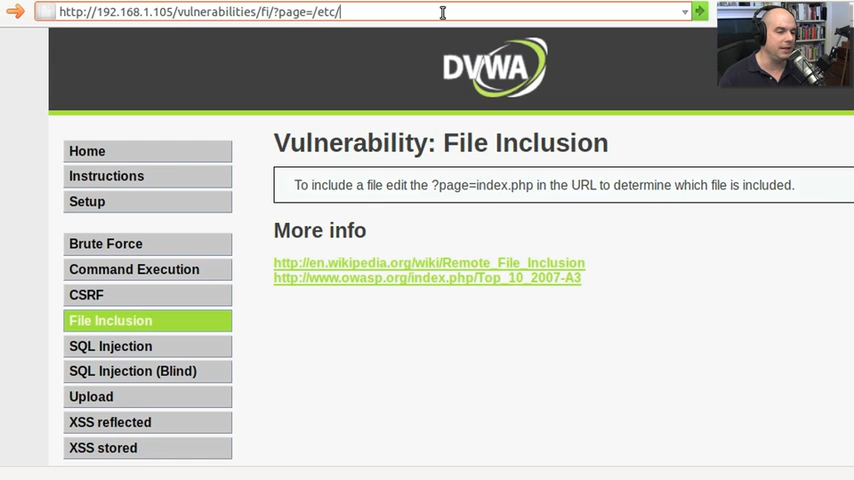 http://192.168.1.105/vulnerabilities/fi/?page=/etc/
DVWA
Home
Instructions
Setup
Brute Force
Command Execution
CSRF
File Inclusion
SQL Injection
SQL Injection (Blind)
Upload
XSS reflected
XSS stored
Vulnerability: File Inclusion
To include a file edit the ?page=index.php in the URL to determine which file is included.
More info
http://en.wikipedia.org/wiki/Remote_File_Inclusion
http://www.owasp.org/index.php/Top_10_2007-A3